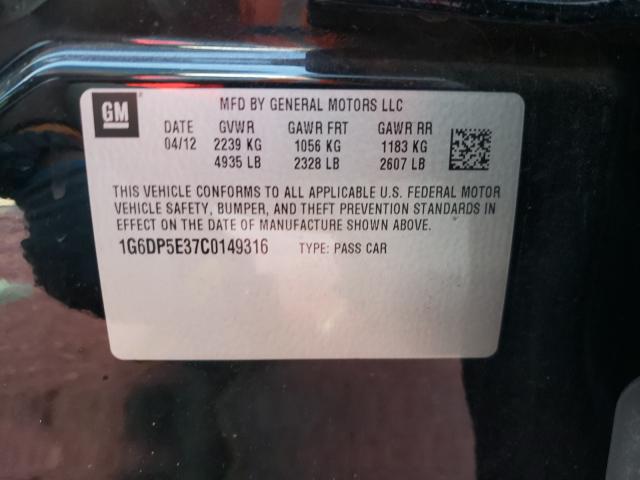 GM
MFD BY GENERAL MOTORS LLC
DATE GVWR GAWR FRT GAWR RR
04/12 2239 KG 1056 KG 1183 KG
4935 LB 2328 LB 2607 LB
THIS VEHICLE CONFORMS TO ALL APPLICABLE U.S. FEDERAL MOTOR
VEHICLE SAFETY, BUMPER, AND THEFT PREVENTION STANDARDS IN
EFFECT ON THE DATE OF MANUFACTURE SHOWN ABOVE.
1G6DP5E37C0149316 TYPE: PASS CAR